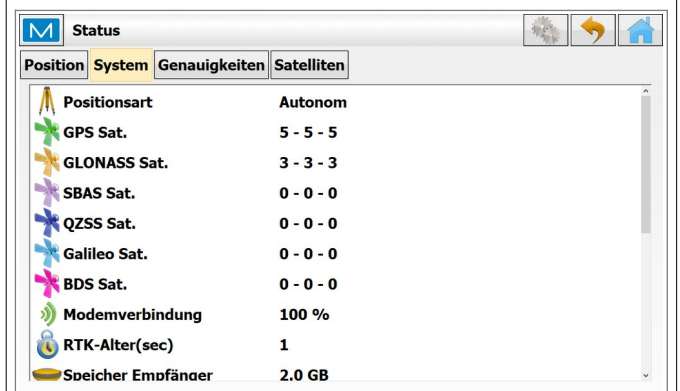 M Status
Position System Genauigkeiten Satelliten
Positionsart Autonom
GPS Sat. 5 - 5 - 5
GLONASS Sat. 3 - 3 - 3
SBAS Sat. 0 - 0 - 0
QZSS Sat. 0 - 0 - 0
Galileo Sat. 0 - 0 - 0
BDS Sat. 0 - 0 - 0
Modemverbindung 100 %
RTK-Alter(sec) 1
Speicher Empfänger 2.0 GB